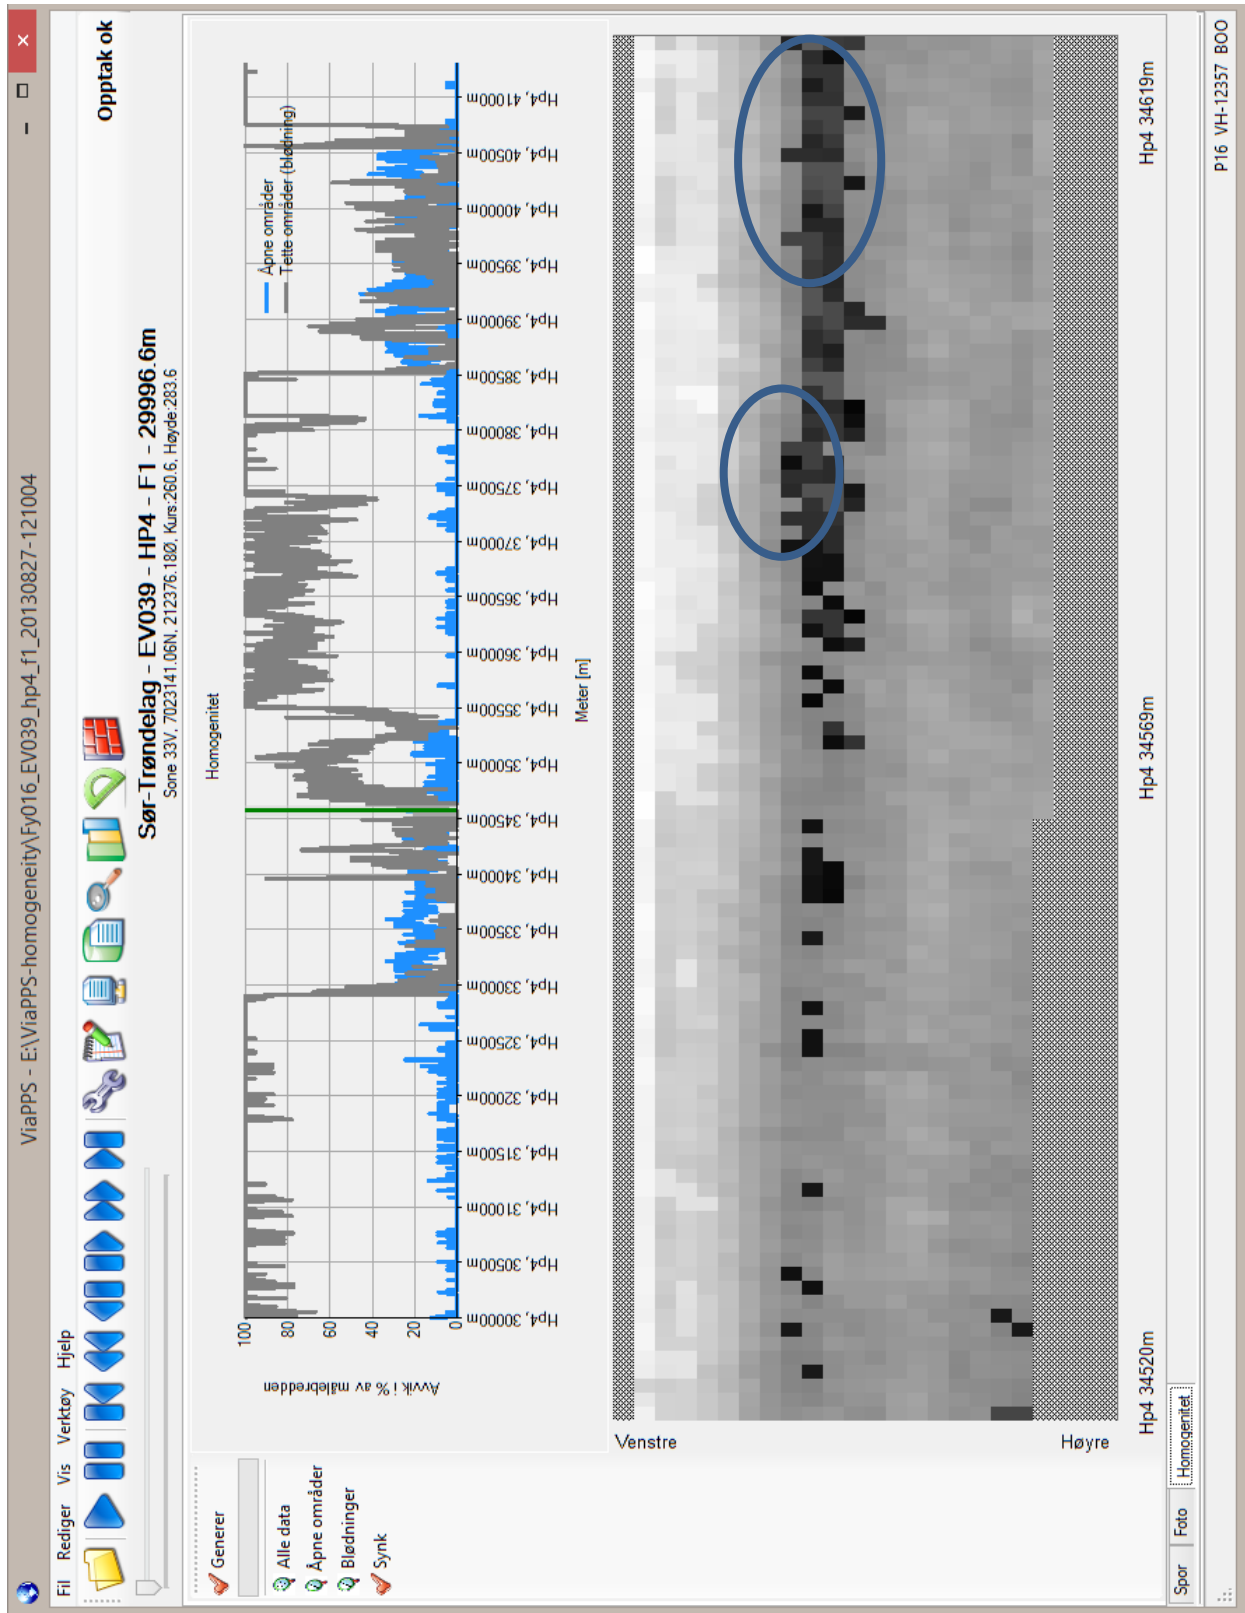 ViaPPS - E:\ViaPPS-homogeneity\Fy016_EV039_hp4_f1_20130827-121004
Fil Rediger Vis Verktøy Hjelp
Opptak ok
Sør-Trøndelag - EV039 - HP4 - F1 - 29996.6m
Sone 33V, 7023141.06N, 212376.18Ø, Kurs:260.6, Høyde:283.6
Generer
Alle data
Åpne områder
Blødninger
Synk
Homogenitet
Åpne områder
Tette områder (blødning)
Avvik i % av målebredden
100
80
60
40
20
0
Hp4, 30000m
Hp4, 30500m
Hp4, 31000m
Hp4, 31500m
Hp4, 32000m
Hp4, 32500m
Hp4, 33000m
Hp4, 33500m
Hp4, 34000m
Hp4, 34500m
Hp4, 35000m
Hp4, 35500m
Hp4, 36000m
Hp4, 36500m
Hp4, 37000m
Hp4, 37500m
Hp4, 38000m
Hp4, 38500m
Hp4, 39000m
Hp4, 39500m
Hp4, 40000m
Hp4, 40500m
Hp4, 41000m
Meter [m]
Venstre
Høyre
Hp4 34520m
Hp4 34569m
Hp4 34619m
Spor Foto Homogenitet
P16 VH-12357 BOO